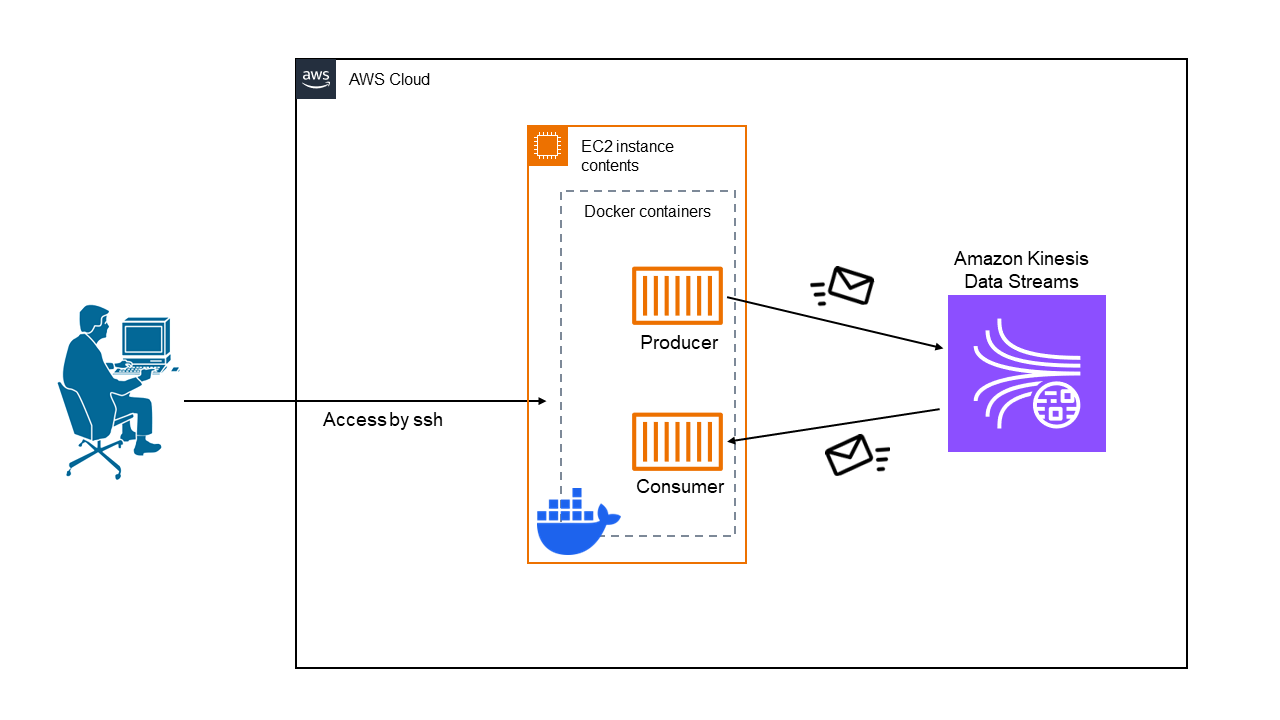 aws
AWS Cloud
EC2 instance
contents
Docker containers
Amazon Kinesis
Data Streams
Producer
Access by ssh
Consumer